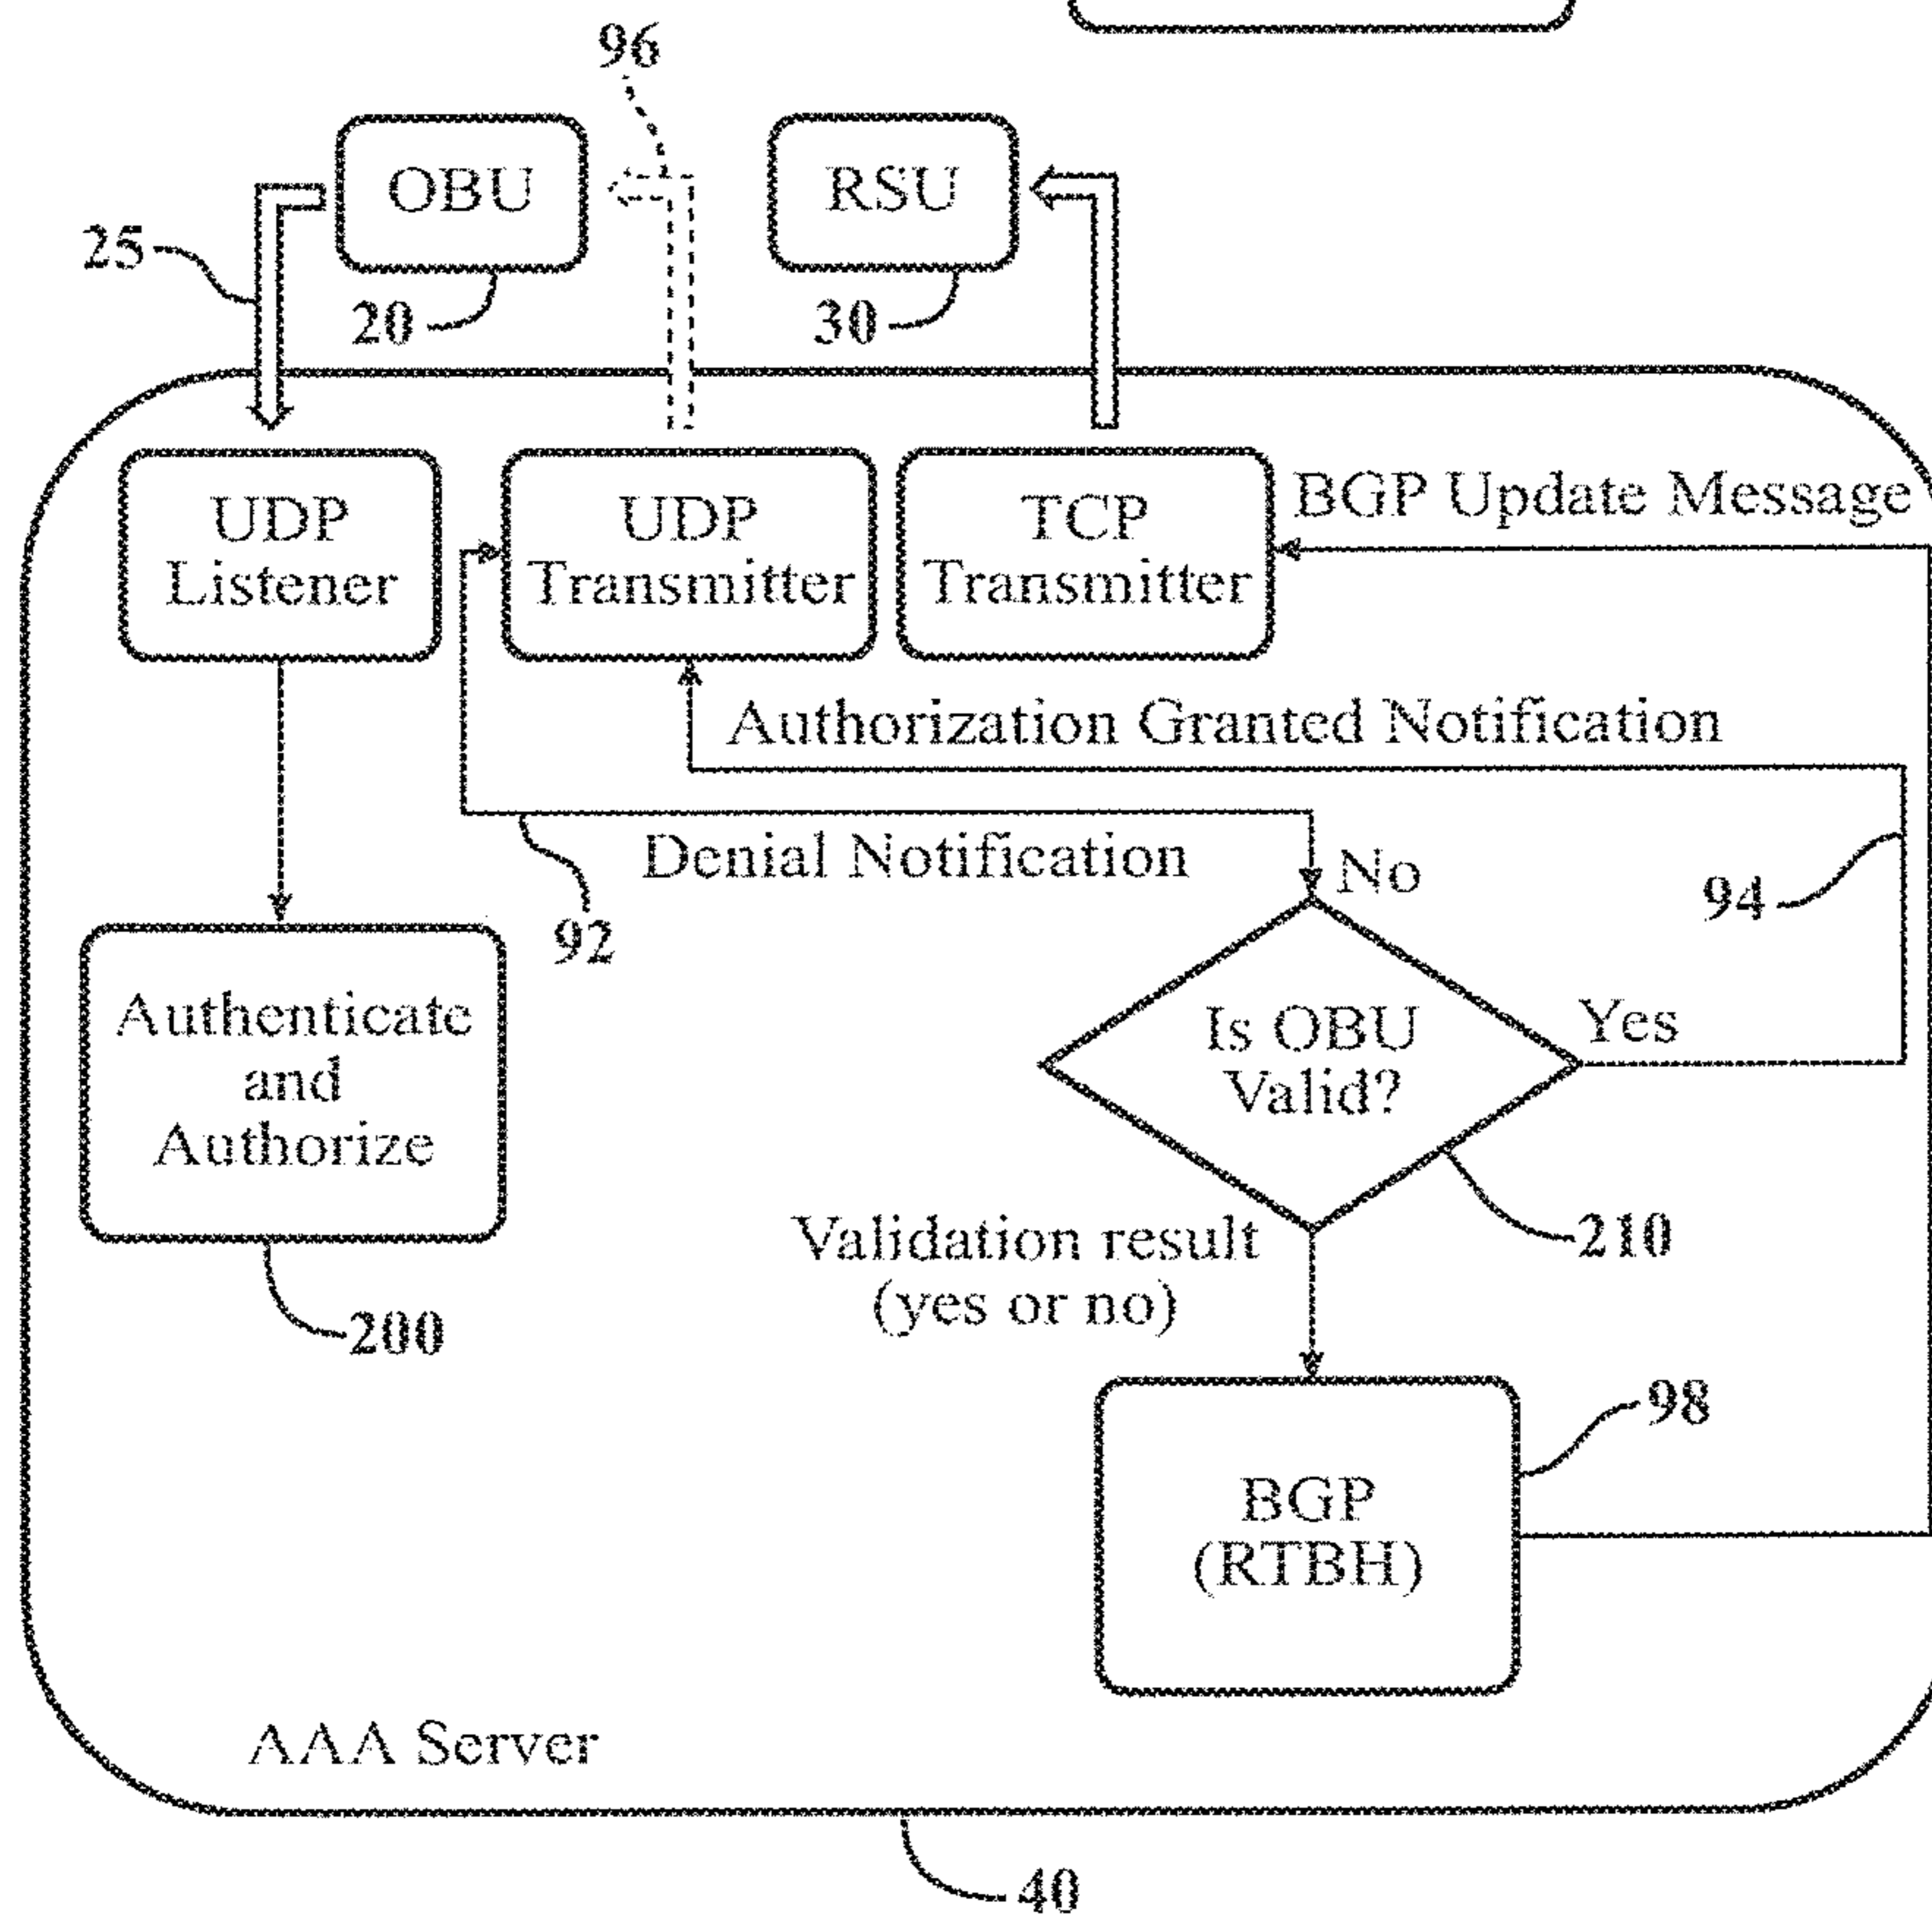 96
OBU
RSU
25
20
30
UDP
Listener
UDP
Transmitter
TCP
Transmitter
BGP Update Message
Authorization Granted Notification
Denial Notification
No
94
92
Authenticate
and
Authorize
Is OBU
Valid?
Yes
Validation result
(yes or no)
210
200
98
BGP
(RTBH)
AAA Server
40